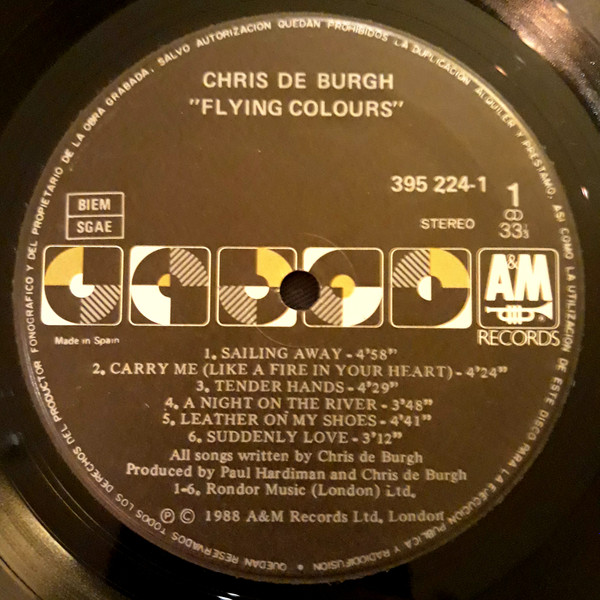 QUEDAN RESERVADOS TODOS LOS DERECHOS DEL PRODUCTOR FONOGRAFICO Y DEL PROPIETARIO DE LA OBRA GRABADA. SALVO AUTORIZACION QUEDAN PROHIBIDOS LA DUPLICACION, ALQUILER Y PRESTAMO, ASI COMO LA UTILIZACION DE ESTE DISCO PARA LA EJECUCION PUBLICA Y RADIODIFUSION •
CHRIS DE BURGH
"FLYING COLOURS"
395 224-1
1
BIEM
SGAE
STEREO
33⅓
A&M
RECORDS
Made in Spain
1. SAILING AWAY - 4'58"
2. CARRY ME (LIKE A FIRE IN YOUR HEART) - 4'24"
3. TENDER HANDS - 4'29"
4. A NIGHT ON THE RIVER - 3'48"
5. LEATHER ON MY SHOES - 4'41"
6. SUDDENLY LOVE - 3'12"
All songs written by Chris de Burgh
Produced by Paul Hardiman and Chris de Burgh
1-6. Rondor Music (London) Ltd.
Ⓟ © 1988 A&M Records Ltd, London